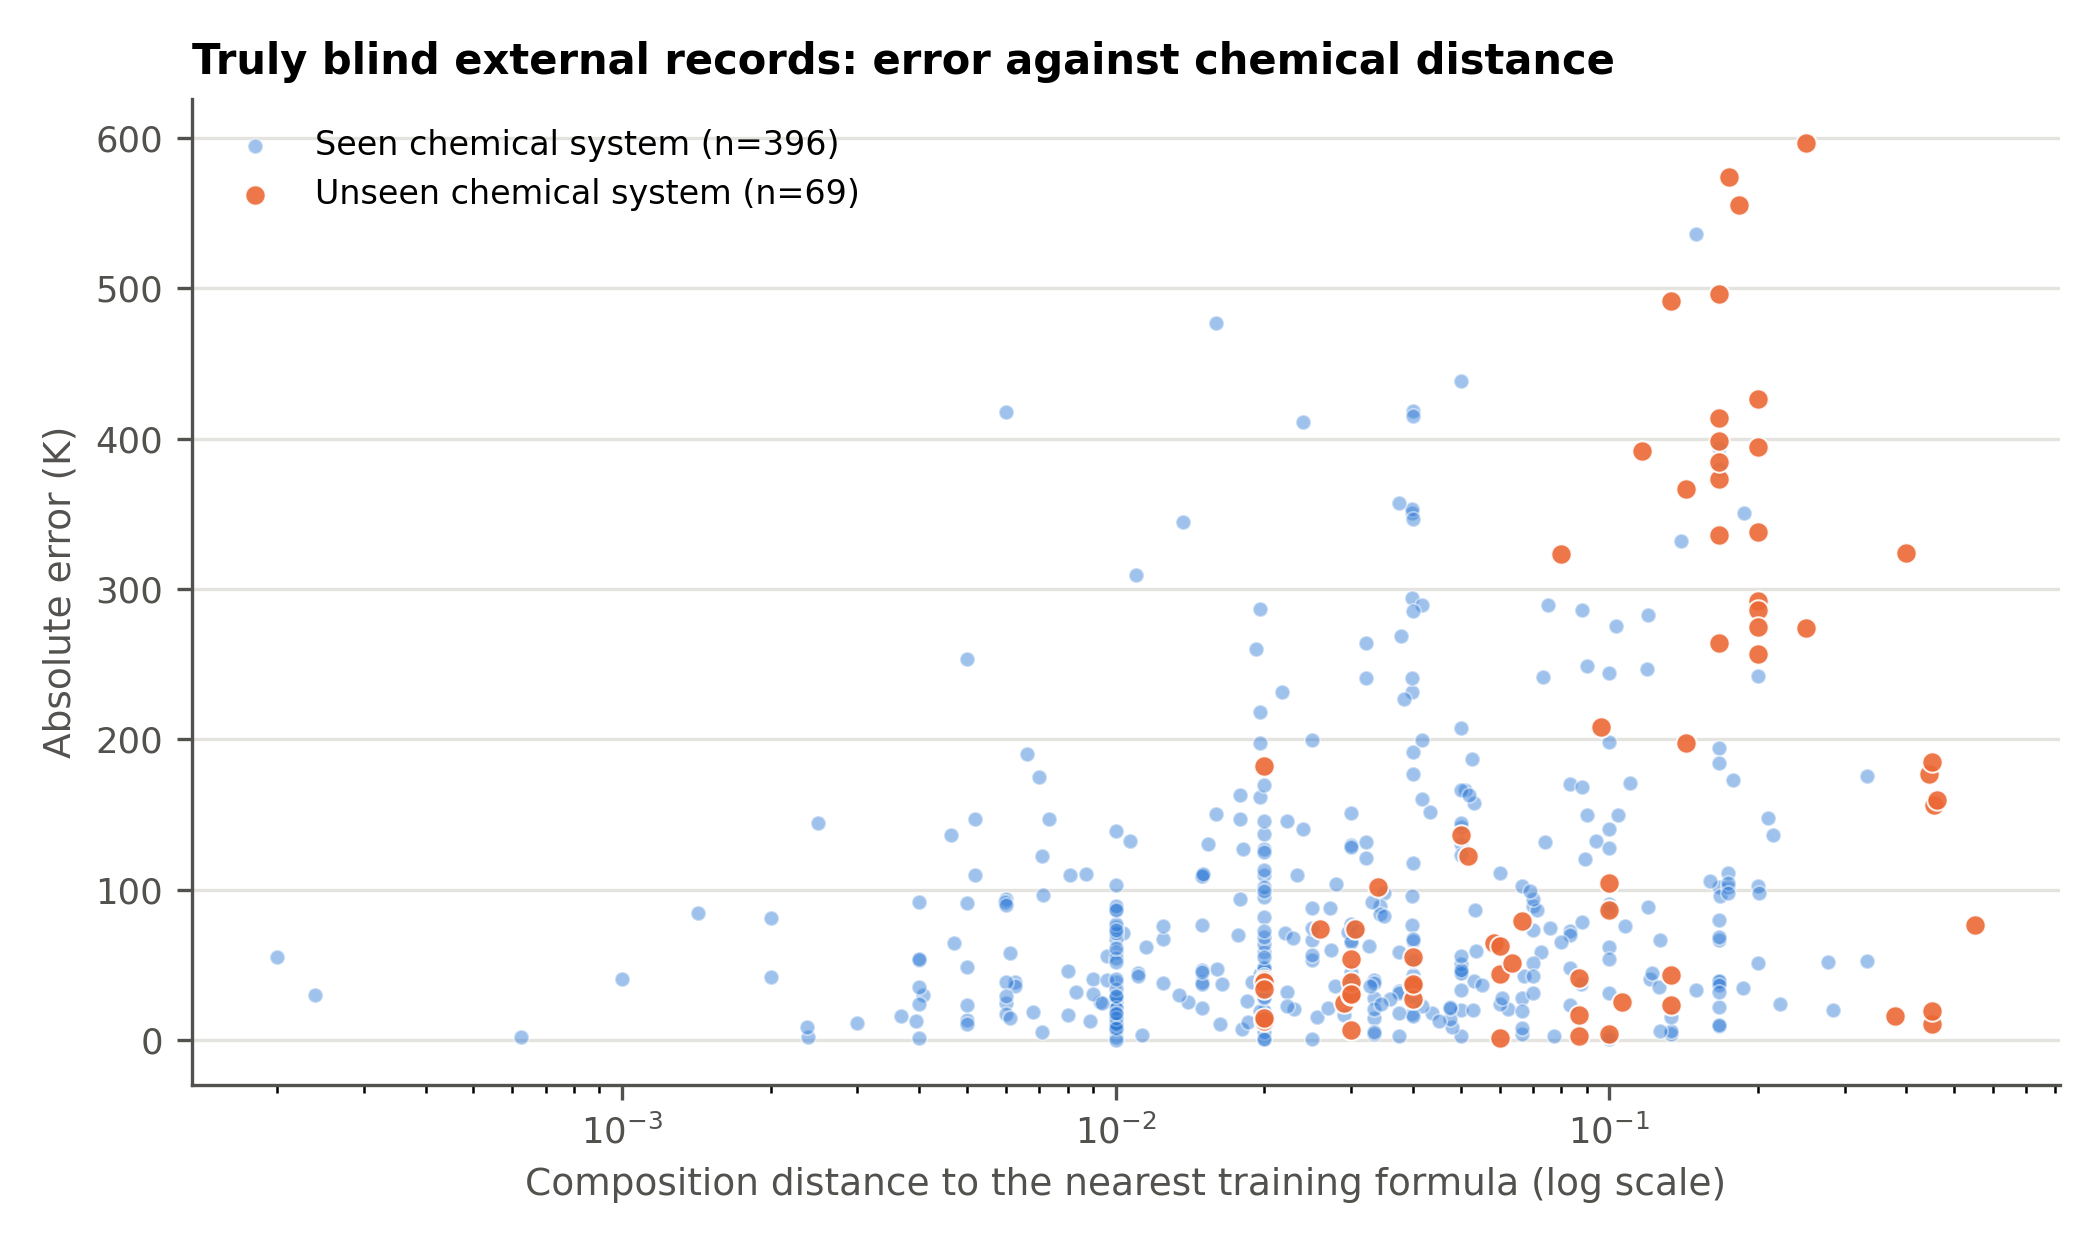 Truly blind external records: error against chemical distance
Seen chemical system (n=396)
Unseen chemical system (n=69)
Absolute error (K)
600
500
400
300
200
100
0
10⁻³
10⁻²
10⁻¹
Composition distance to the nearest training formula (log scale)